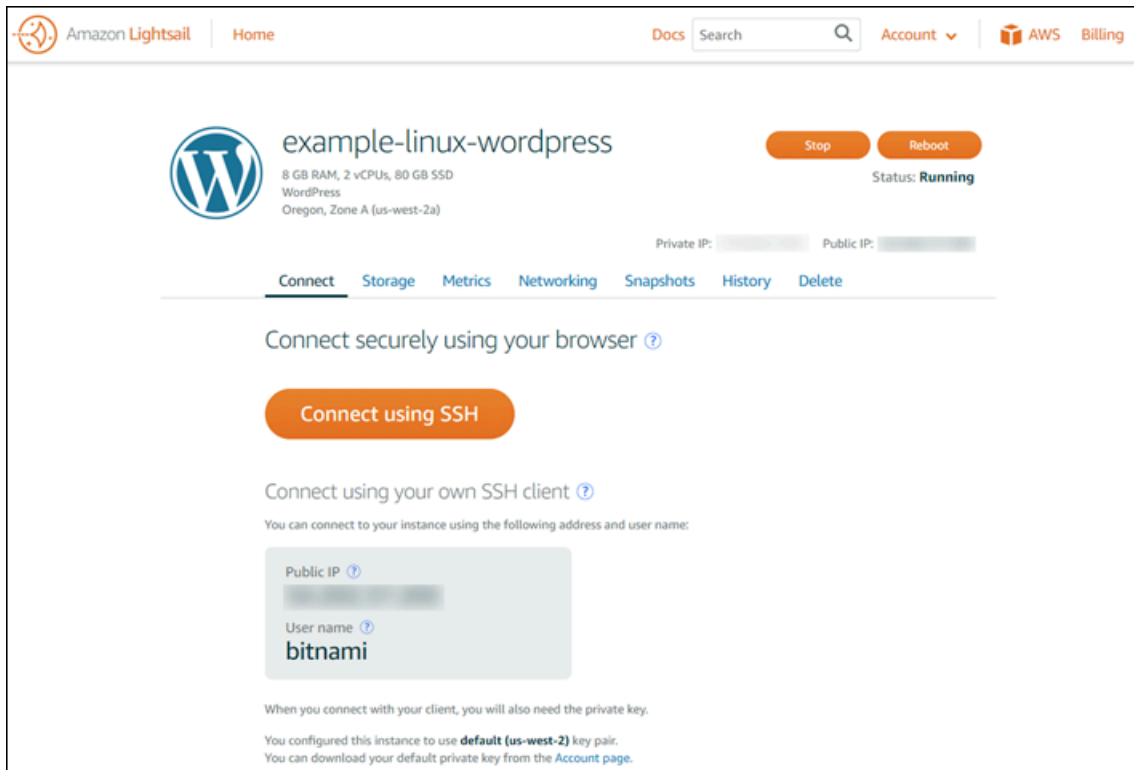 Amazon Lightsail Home Docs Search Account AWS Billing
example-linux-wordpress
Stop Reboot
8 GB RAM, 2 vCPUs, 80 GB SSD
Status: Running
WordPress
Oregon, Zone A (us-west-2a)
Private IP: Public IP:
Connect Storage Metrics Networking Snapshots History Delete
Connect securely using your browser ?
Connect using SSH
Connect using your own SSH client ?
You can connect to your instance using the following address and user name:
Public IP ?
User name ?
bitnami
When you connect with your client, you will also need the private key.
You configured this instance to use default (us-west-2) key pair.
You can download your default private key from the Account page.